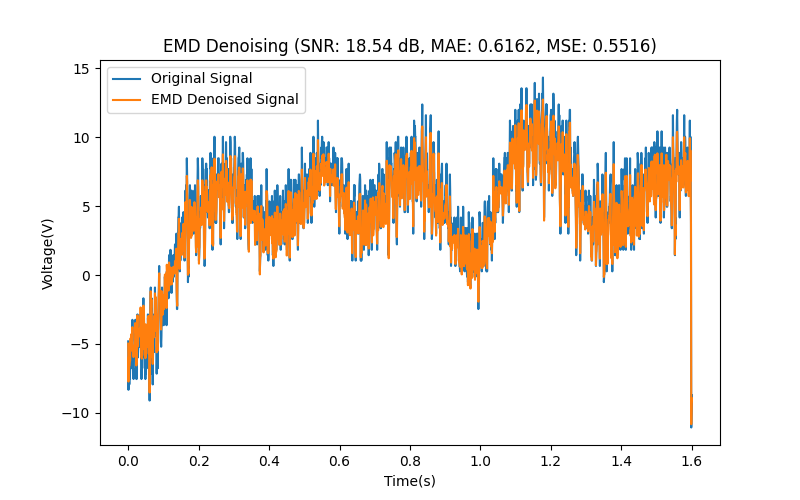 EMD Denoising (SNR: 18.54 dB, MAE: 0.6162, MSE: 0.5516)
Original Signal
EMD Denoised Signal
15
10
5
0
−5
−10
Voltage(V)
0.0 0.2 0.4 0.6 0.8 1.0 1.2 1.4 1.6
Time(s)